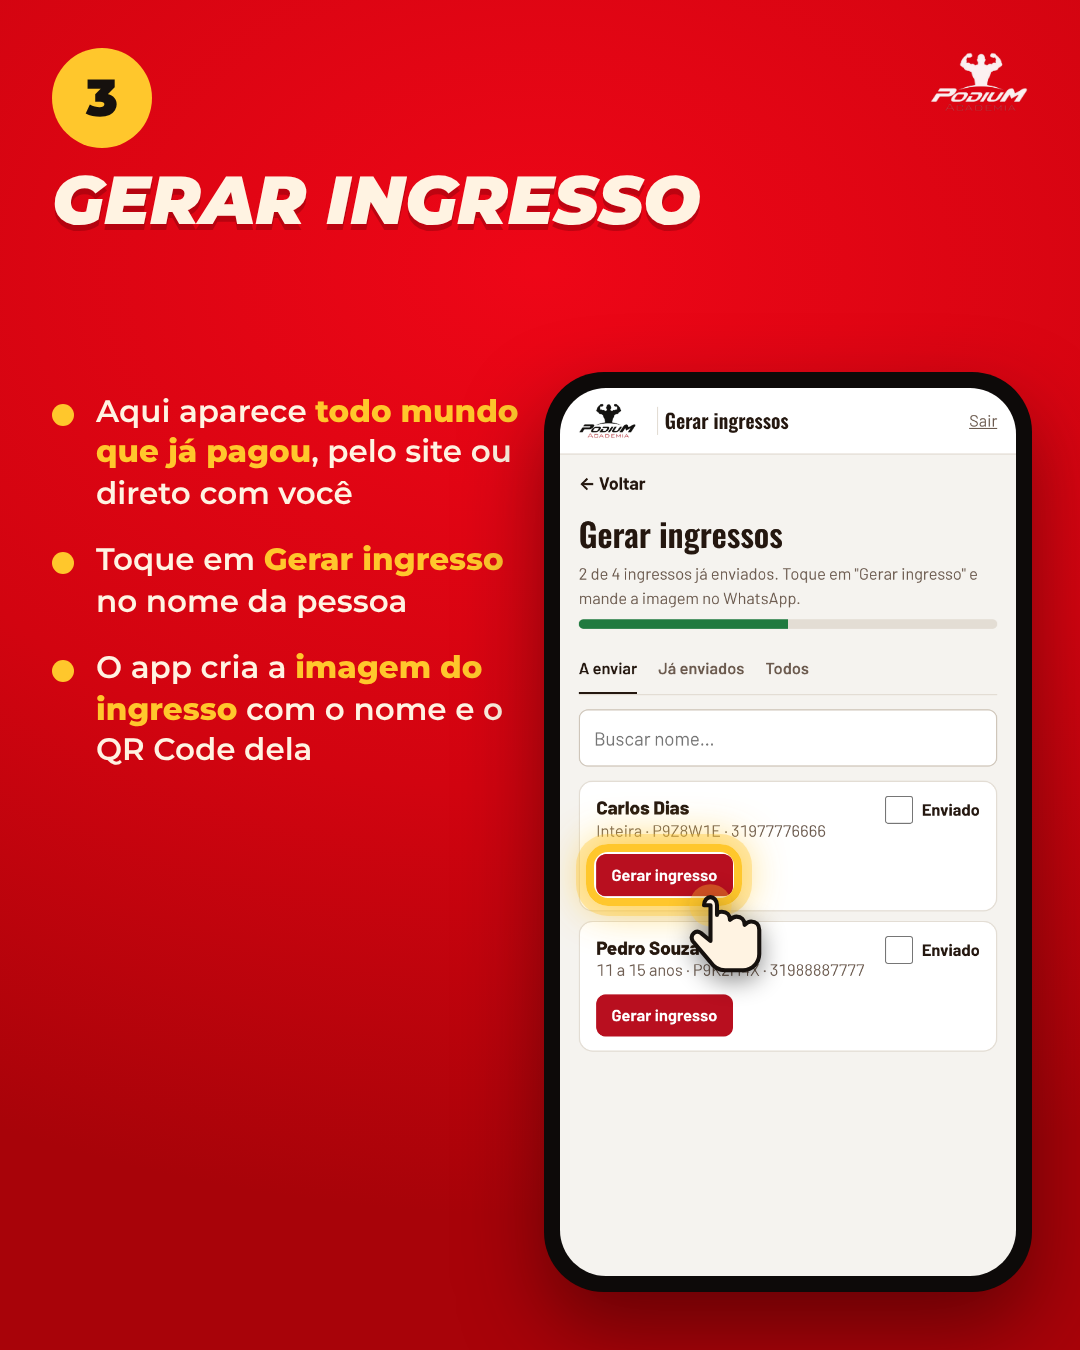 3
PODIUM
ACADEMIA
GERAR INGRESSO
Aqui aparece todo mundo
que já pagou, pelo site ou
direto com você
Toque em Gerar ingresso
no nome da pessoa
O app cria a imagem do
ingresso com o nome e o
QR Code dela
PODIUM
ACADEMIA
Gerar ingressos
Sair
← Voltar
Gerar ingressos
2 de 4 ingressos já enviados. Toque em "Gerar ingresso" e
mande a imagem no WhatsApp.
A enviar Já enviados Todos
Buscar nome...
Carlos Dias
Enviado
Inteira · P9Z8W1E · 31977776666
Gerar ingresso
Pedro Souza
Enviado
11 a 15 anos · 31988887777
Gerar ingresso